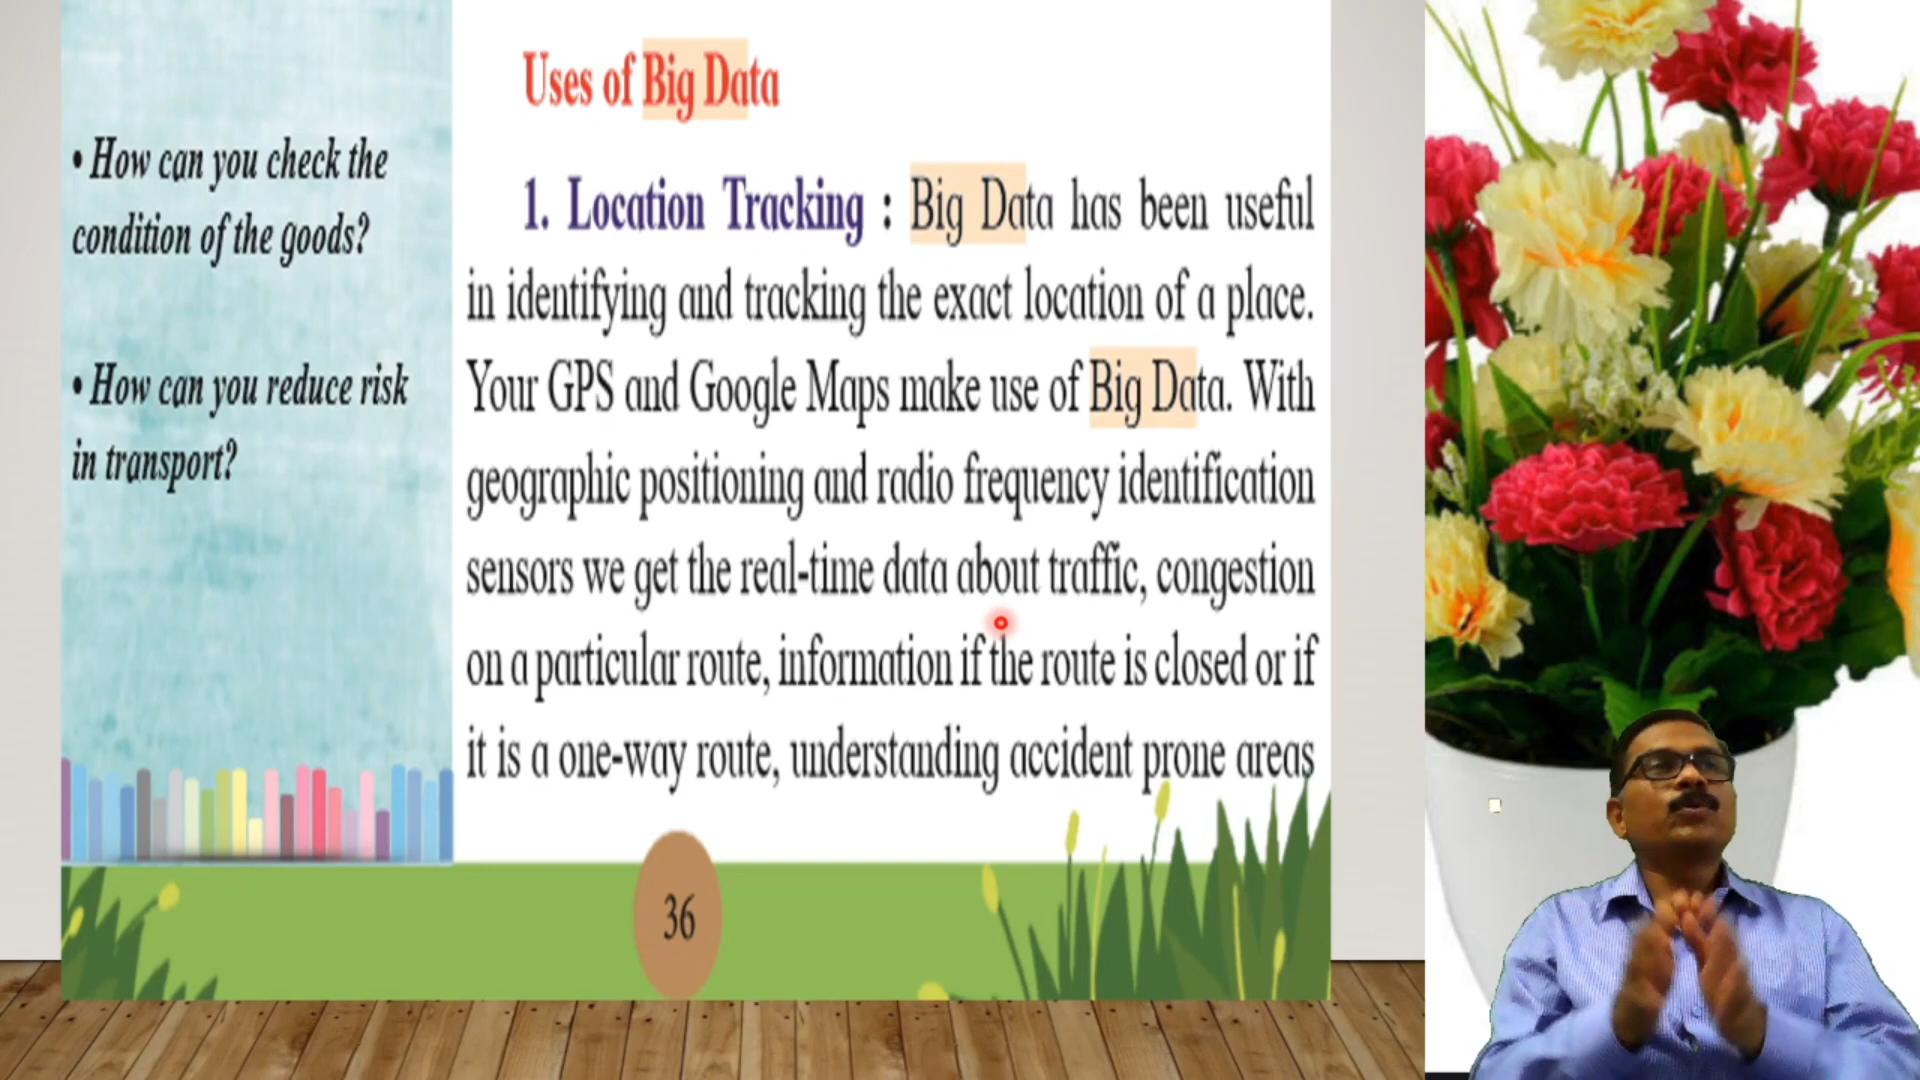 • How can you check the
condition of the goods?
• How can you reduce risk
in transport?
Uses of Big Data
1. Location Tracking : Big Data has been useful
in identifying and tracking the exact location of a place.
Your GPS and Google Maps make use of Big Data. With
geographic positioning and radio frequency identification
sensors we get the real-time data about traffic, congestion
on a particular route, information if the route is closed or if
it is a one-way route, understanding accident prone areas
36